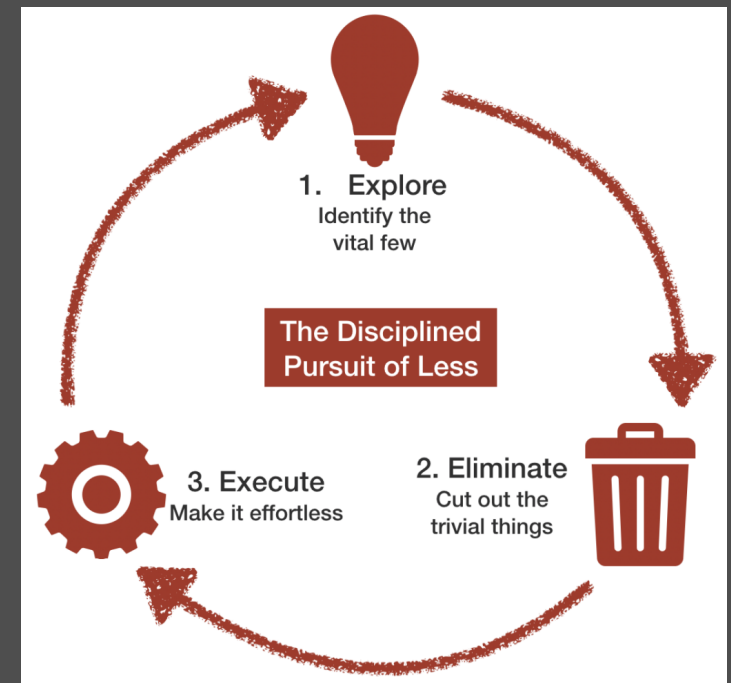 1. Explore
Identify the
vital few
The Disciplined
Pursuit of Less
2. Eliminate
Cut out the
trivial things
3. Execute
Make it effortless